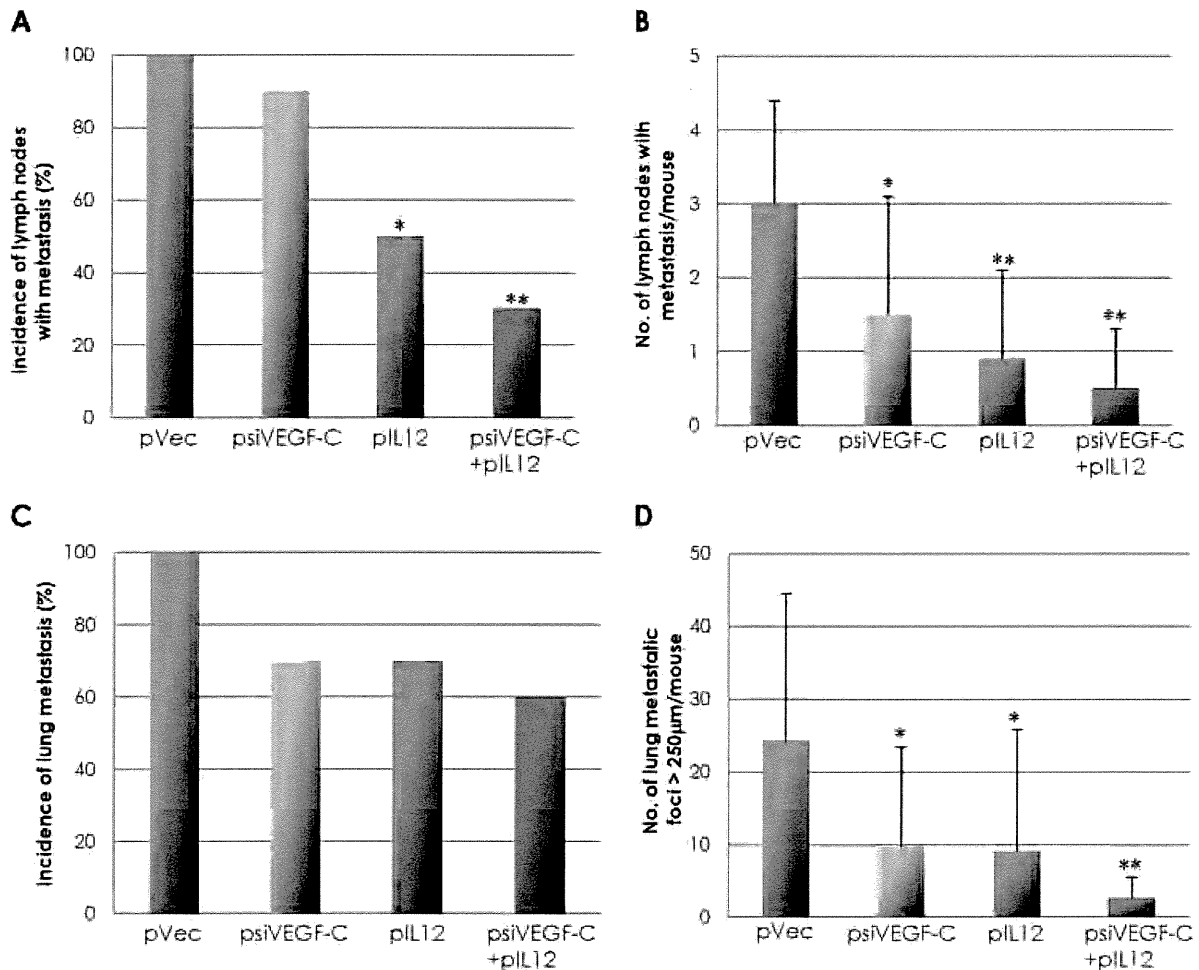 A
Incidence of lymph nodes
with metastasis (%)
100
80
60
40
20
0
*
**
pVec
psiVEGF-C
pIL12
psiVEGF-C
+pIL12
B
No. of lymph nodes with
metastasis/mouse
5
4
3
2
1
0
*
**
**
pVec
psiVEGF-C
pIL12
psiVEGF-C
+pIL12
C
Incidence of lung metastasis (%)
100
80
60
40
20
0
pVec
psiVEGF-C
pIL12
psiVEGF-C
+pIL12
D
No. of lung metastatic
foci > 250µm/mouse
50
40
30
20
10
0
*
*
**
pVec
psiVEGF-C
pIL12
psiVEGF-C
+pIL12